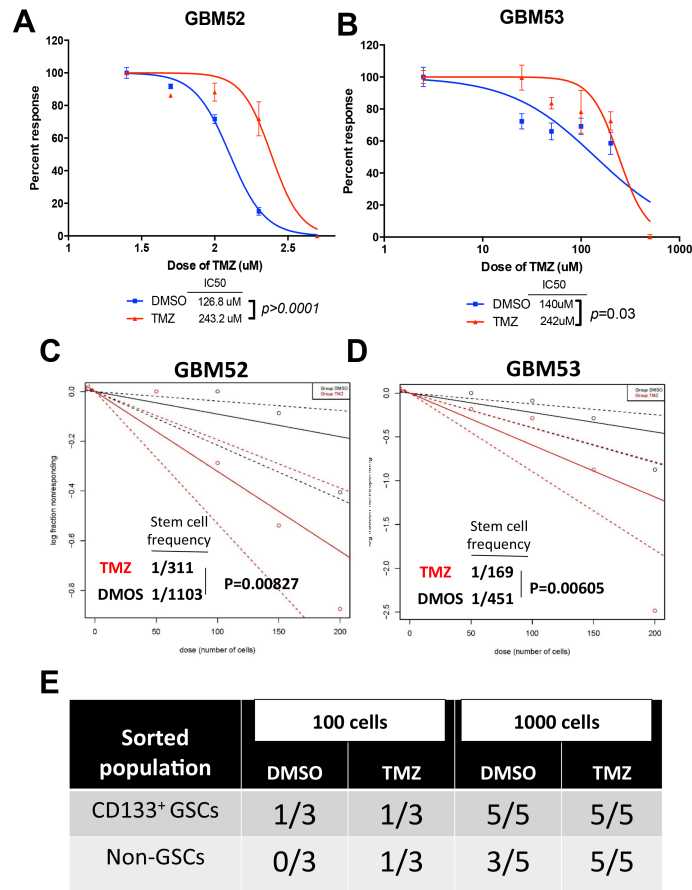 A
GBM52
B
GBM53
120
100
80
60
40
20
0
Percent response
1
1.5
2
2.5
Dose of TMZ (uM)
IC50
DMSO 126.8 uM
TMZ 243.2 uM
p>0.0001
120
100
80
60
40
20
0
Percent response
1
10
100
1000
Dose of TMZ (uM)
IC50
DMSO 140uM
TMZ 242uM
p=0.03
C
GBM52
D
GBM53
Group DMSO
Group TMZ
0.0
-0.2
-0.4
-0.6
-0.8
log fraction nonresponding
Stem cell
frequency
TMZ 1/311
DMOS 1/1103
P=0.00827
0
50
100
150
200
dose (number of cells)
Group DMSO
Group TMZ
0.0
-0.5
-1.0
-1.5
-2.0
-2.5
Stem cell
frequency
TMZ 1/169
DMOS 1/451
P=0.00605
0
50
100
150
200
dose (number of cells)
E
Sorted
population
100 cells
1000 cells
DMSO TMZ DMSO TMZ
CD133+ GSCs 1/3 1/3 5/5 5/5
Non-GSCs 0/3 1/3 3/5 5/5